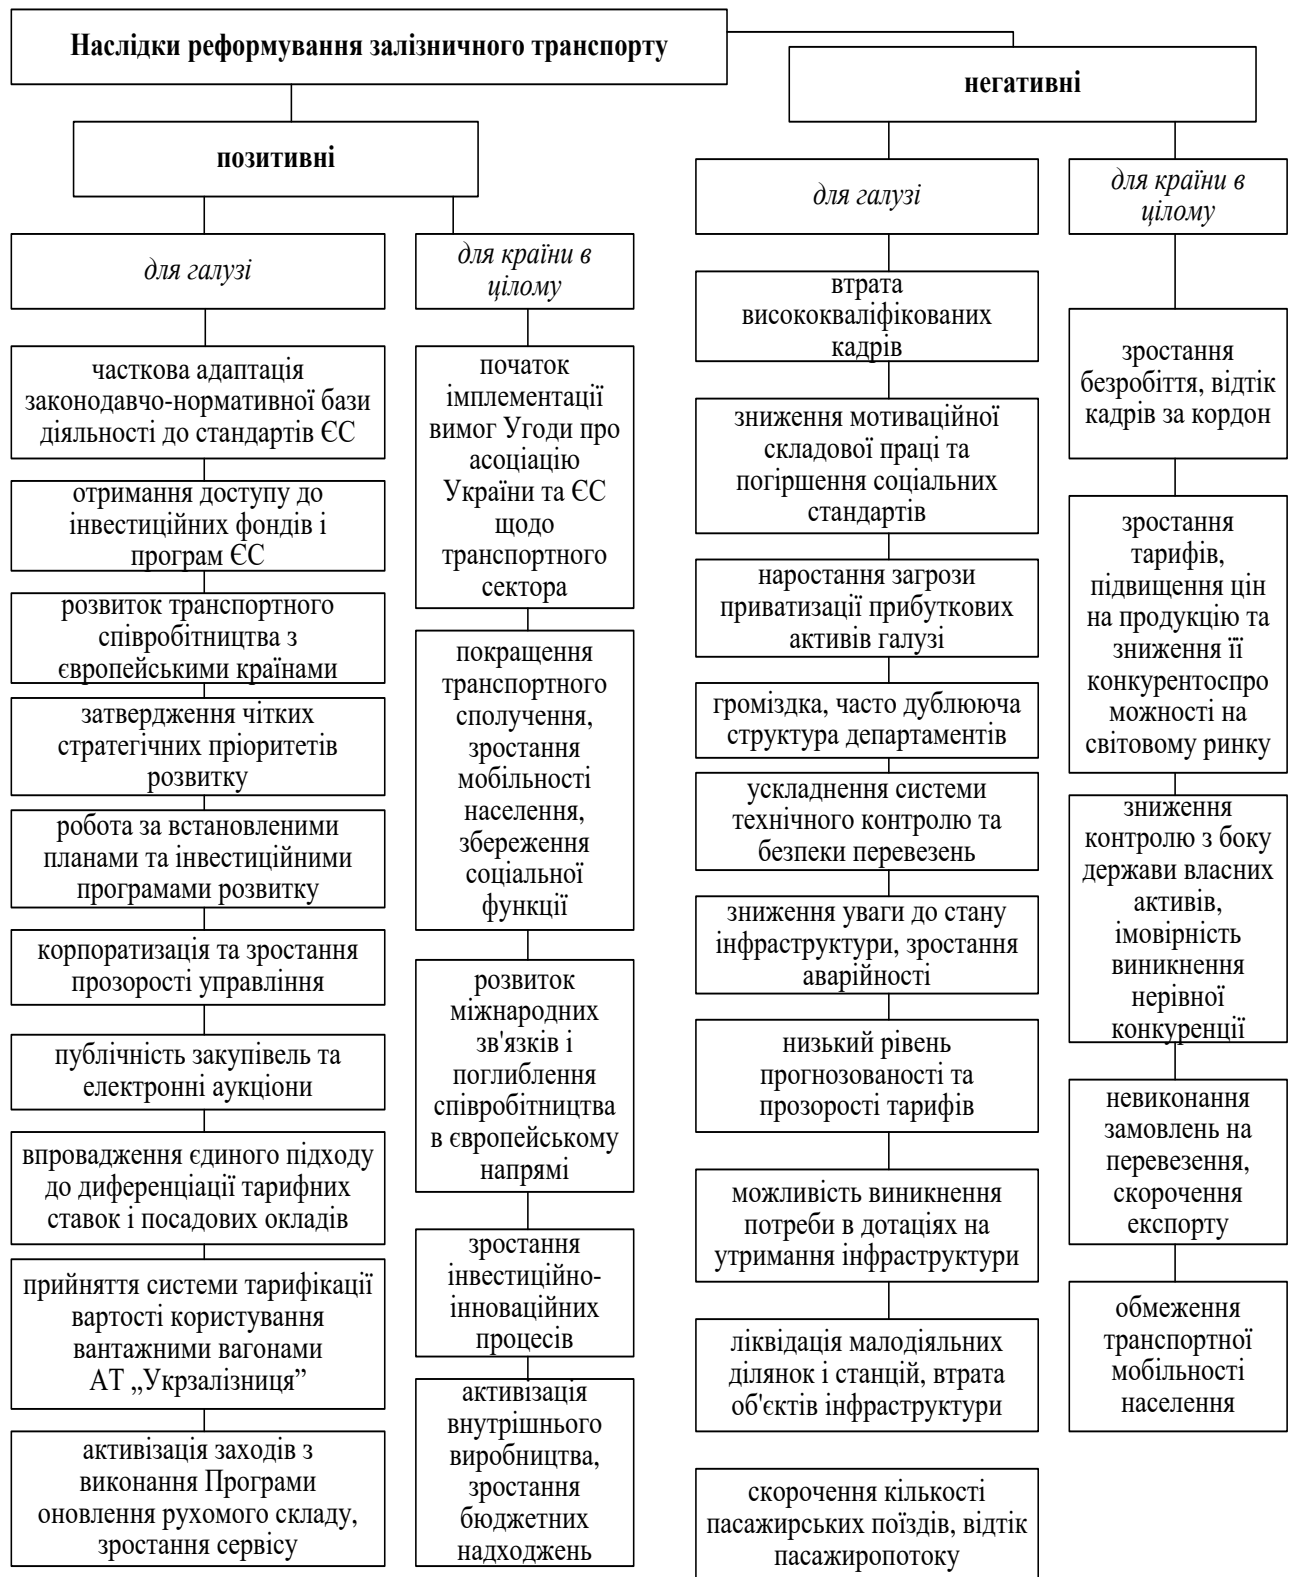 Наслідки реформування залізничного транспорту
позитивні
для галузі
часткова адаптація
законодавчо-нормативної бази
діяльності до стандартів ЄС
отримання доступу до
інвестиційних фондів і
програм ЄС
розвиток транспортного
співробітництва з
європейськими країнами
затвердження чітких
стратегічних пріоритетів
розвитку
робота за встановленими
планами та інвестиційними
програмами розвитку
корпоратизація та зростання
прозорості управління
публічність закупівель та
електронні аукціони
впровадження єдиного підходу
до диференціації тарифних
ставок і посадових окладів
прийняття системи тарифікації
вартості користування
вантажними вагонами
АТ „Укрзалізниця”
активізація заходів з
виконання Програми
оновлення рухомого складу,
зростання сервісу
для країни в
цілому
початок
імплементації
вимог Угоди про
асоціацію
України та ЄС
щодо
транспортного
сектора
покращення
транспортного
сполучення,
зростання
мобільності
населення,
збереження
соціальної
функції
розвиток
міжнародних
зв'язків і
поглиблення
співробітництва
в європейському
напрямі
зростання
інвестиційно-
інноваційних
процесів
активізація
внутрішнього
виробництва,
зростання
бюджетних
надходжень
негативні
для галузі
втрата
висококваліфікованих
кадрів
зниження мотиваційної
складової праці та
погіршення соціальних
стандартів
наростання загрози
приватизації прибуткових
активів галузі
громіздка, часто дублююча
структура департаментів
ускладнення системи
технічного контролю та
безпеки перевезень
зниження уваги до стану
інфраструктури, зростання
аварійності
низький рівень
прогнозованості та
прозорості тарифів
можливість виникнення
потреби в дотаціях на
утримання інфраструктури
ліквідація малодіяльних
ділянок і станцій, втрата
об'єктів інфраструктури
скорочення кількості
пасажирських поїздів, відтік
пасажиропотоку
для країни в
цілому
зростання
безробіття, відтік
кадрів за кордон
зростання
тарифів,
підвищення цін
на продукцію та
зниження її
конкурентоспро
можності на
світовому ринку
зниження
контролю з боку
держави власних
активів,
імовірність
виникнення
нерівної
конкуренції
невиконання
замовлень на
перевезення,
скорочення
експорту
обмеження
транспортної
мобільності
населення